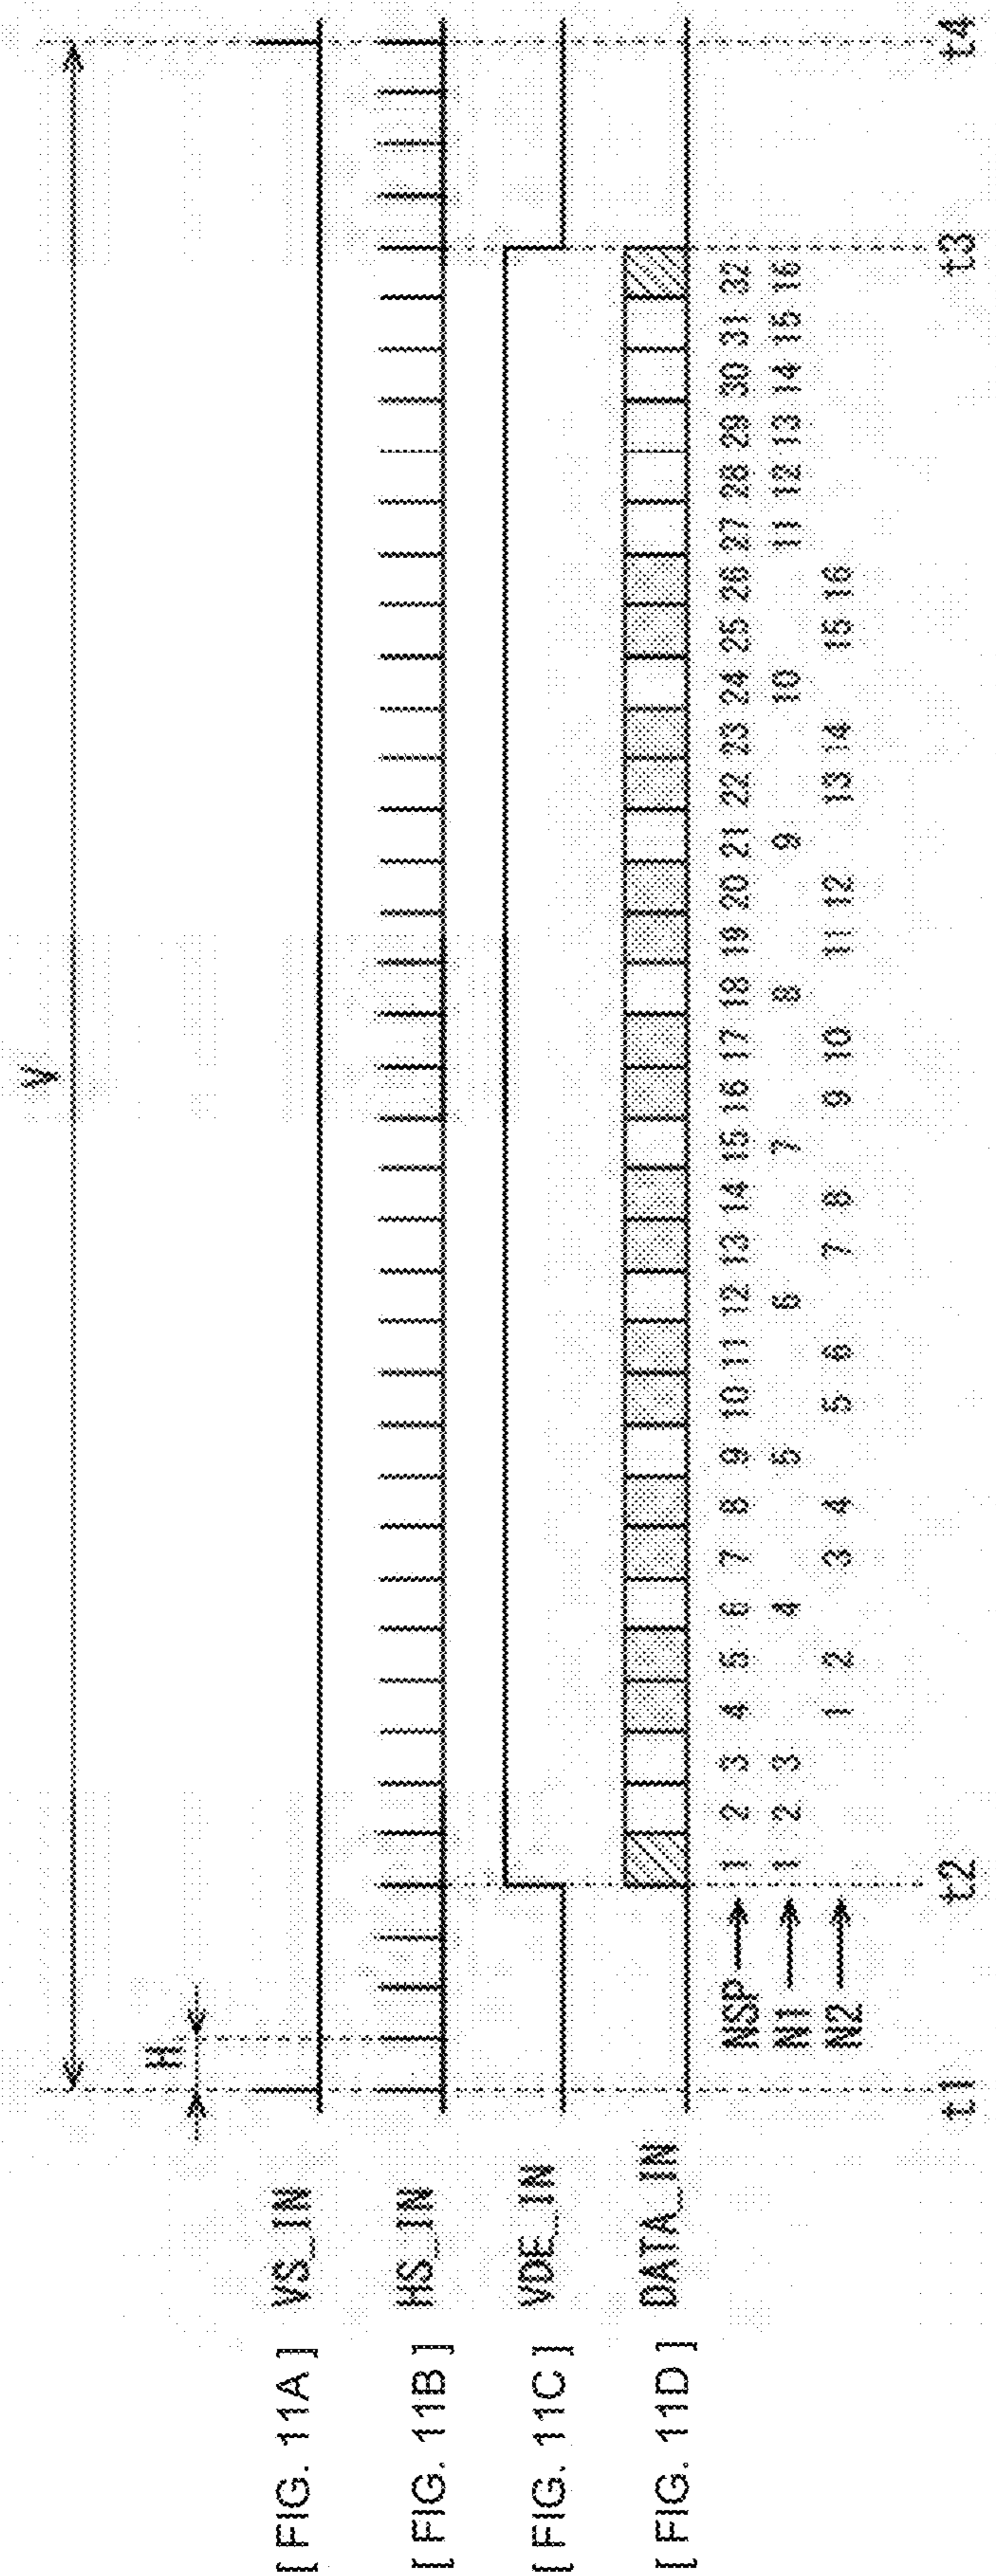 V
H
[ FIG. 11A ] VS_IN
[ FIG. 11B ] HS_IN
[ FIG. 11C ] VDE_IN
[ FIG. 11D ] DATA_IN
NSP 1 2 3 4 5 6 7 8 9 10 11 12 13 14 15 16 17 18 19 20 21 22 23 24 25 26 27 28 29 30 31 32
N1 1 2 3 4 5 6 7 8 9 10 11 12 13 14 15 16
N2 1 2 3 4 5 6 7 8 9 10 11 12 13 14 15 16
t1 t2 t3 t4